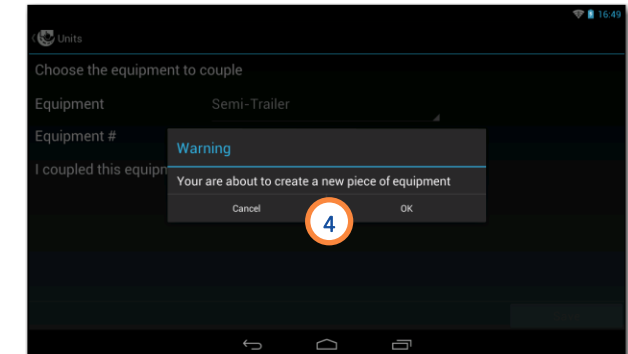 16:49
Units
Choose the equipment to couple
Equipment Semi-Trailer
Equipment #
Warning
I coupled this equipm
Your are about to create a new piece of equipment
Cancel OK
4